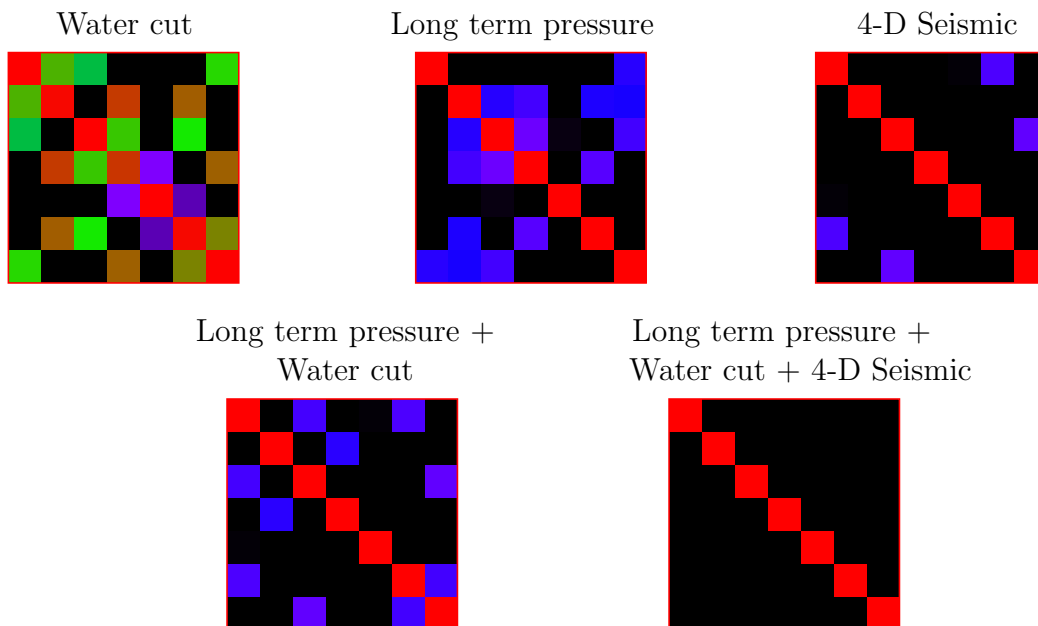 Water cut
Long term pressure
4-D Seismic
Long term pressure +
Water cut
Long term pressure +
Water cut + 4-D Seismic